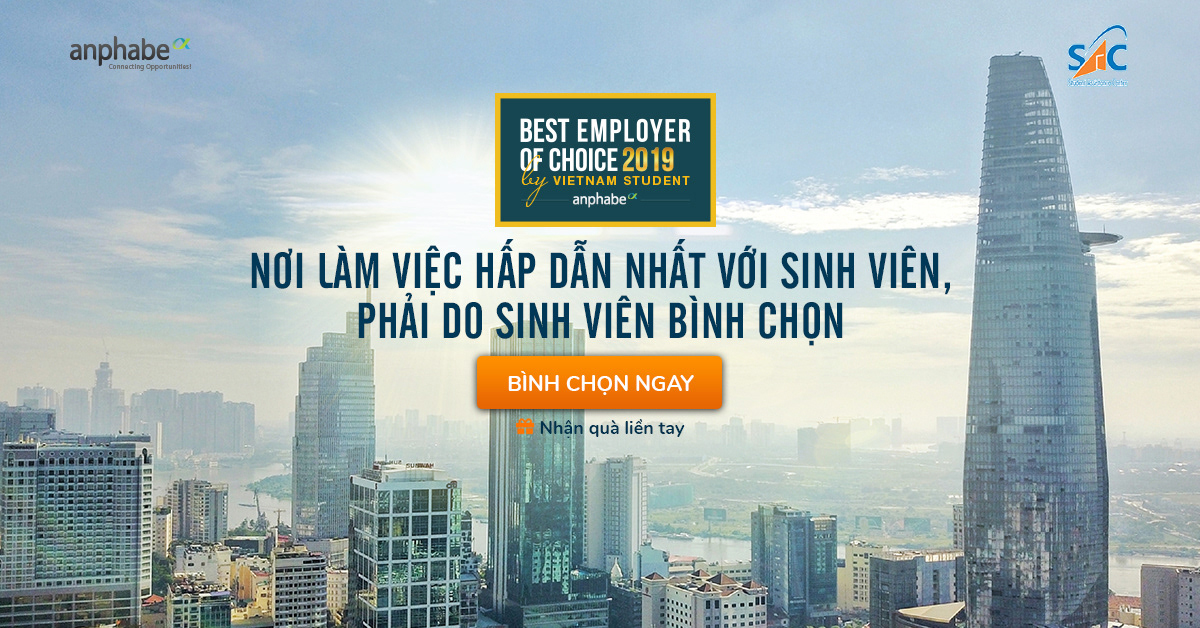 anphabe
Connecting Opportunities!
SAC
BEST EMPLOYER
OF CHOICE 2019
by VIETNAM STUDENT
anphabe
NƠI LÀM VIỆC HẤP DẪN NHẤT VỚI SINH VIÊN,
PHẢI DO SINH VIÊN BÌNH CHỌN
BÌNH CHỌN NGAY
Nhận quà liền tay